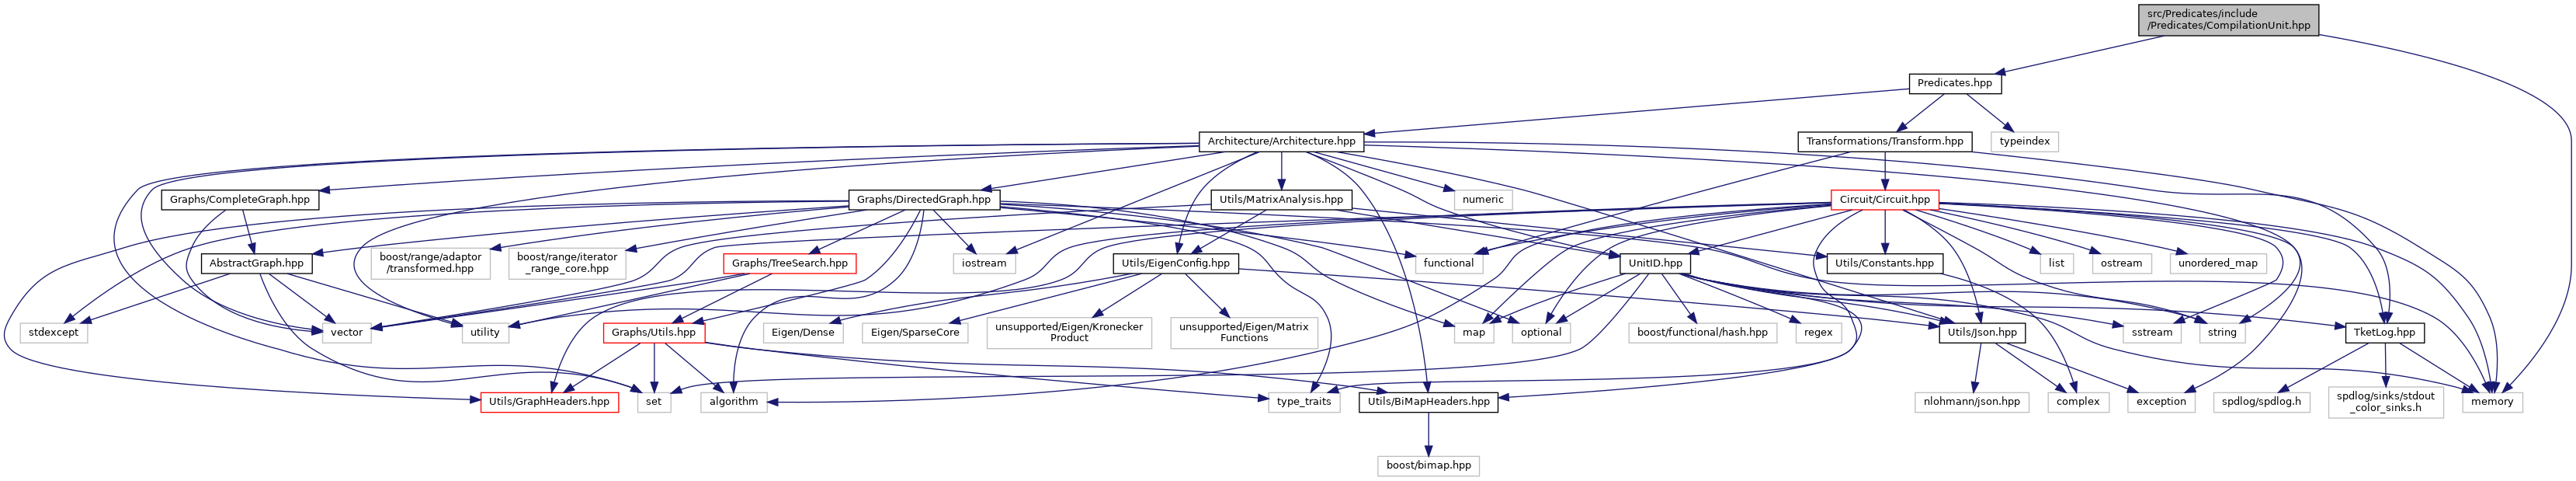 src/Predicates/include
/Predicates/CompilationUnit.hpp
Predicates.hpp
Architecture/Architecture.hpp
Transformations/Transform.hpp
typeindex
Graphs/CompleteGraph.hpp
Graphs/DirectedGraph.hpp
Utils/MatrixAnalysis.hpp
numeric
Circuit/Circuit.hpp
AbstractGraph.hpp
boost/range/adaptor
/transformed.hpp
boost/range/iterator
_range_core.hpp
Graphs/TreeSearch.hpp
iostream
Utils/EigenConfig.hpp
functional
UnitID.hpp
Utils/Constants.hpp
list
ostream
unordered_map
stdexcept
vector
utility
Graphs/Utils.hpp
Eigen/Dense
Eigen/SparseCore
unsupported/Eigen/Kronecker
Product
unsupported/Eigen/Matrix
Functions
map
optional
boost/functional/hash.hpp
regex
Utils/Json.hpp
sstream
string
TketLog.hpp
Utils/GraphHeaders.hpp
set
algorithm
type_traits
Utils/BiMapHeaders.hpp
nlohmann/json.hpp
complex
exception
spdlog/spdlog.h
spdlog/sinks/stdout
_color_sinks.h
memory
boost/bimap.hpp